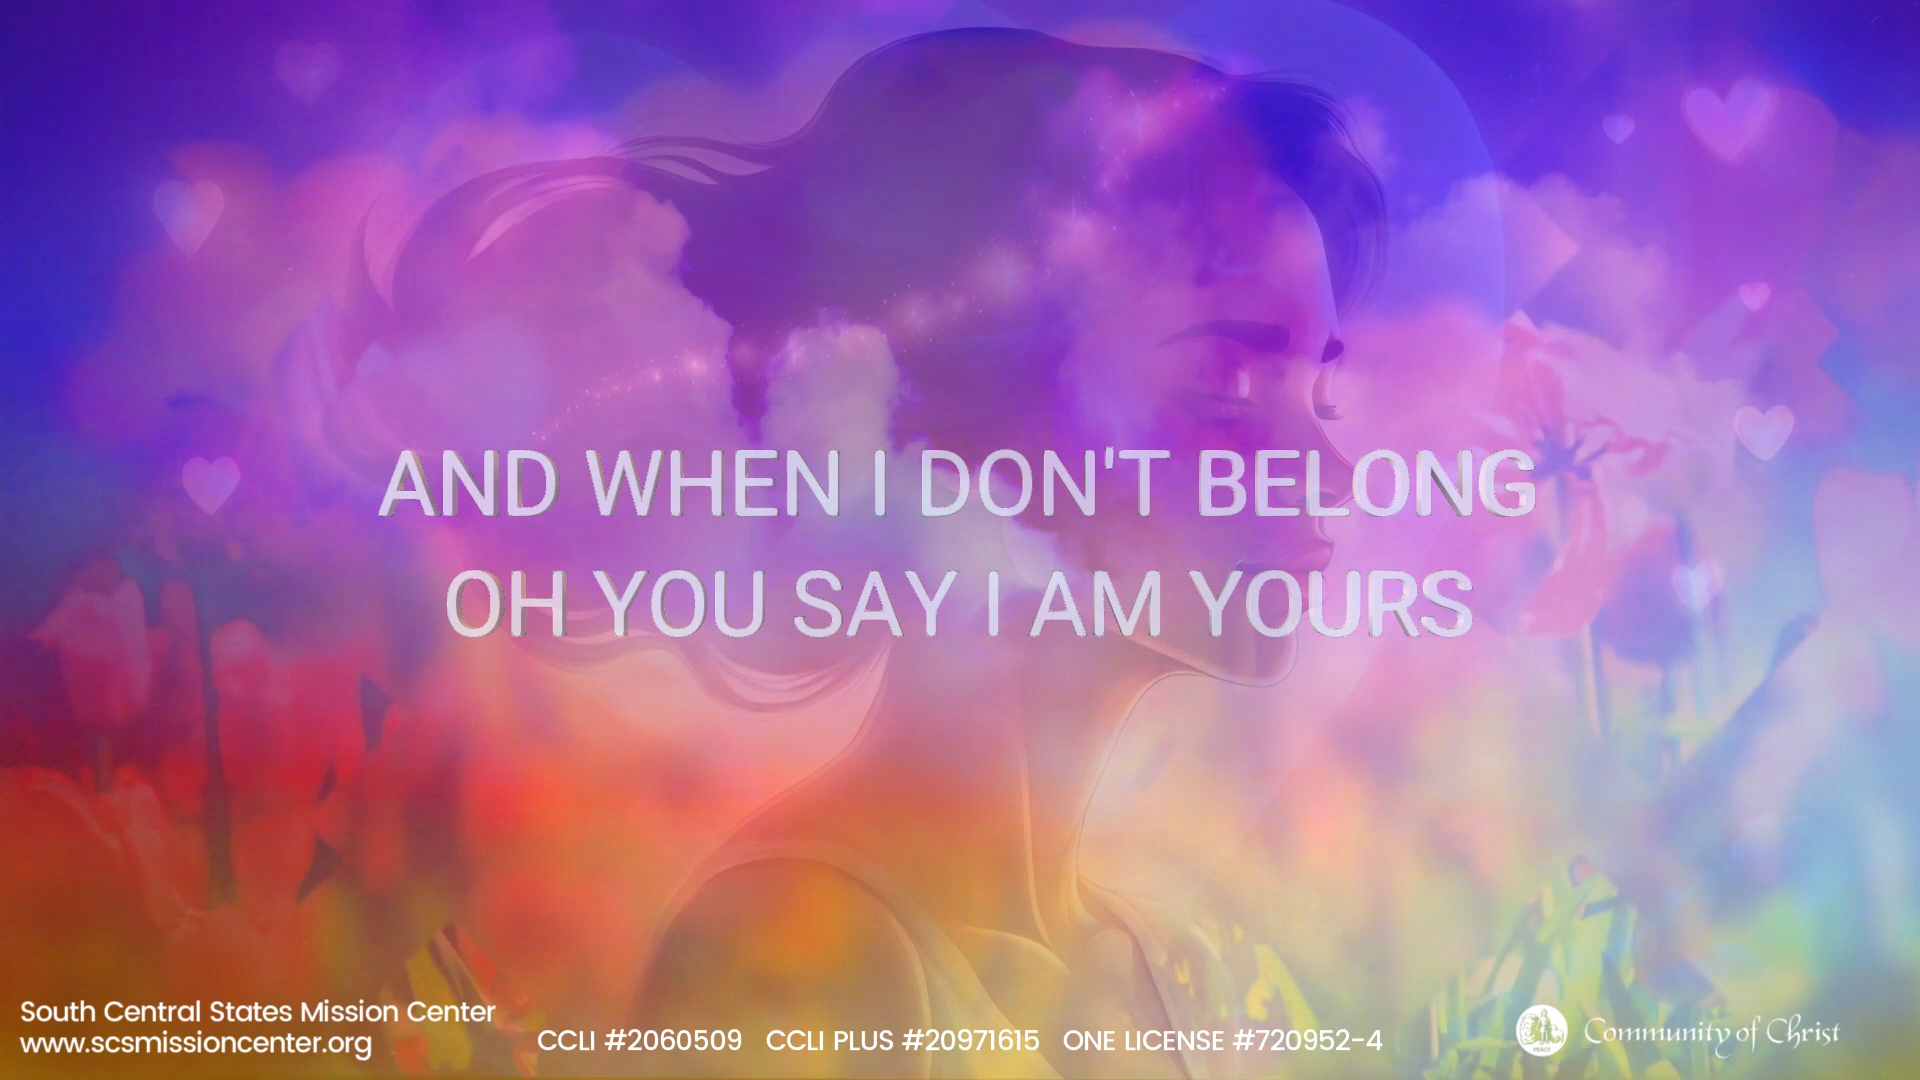 AND WHEN I DON'T BELONG
OH YOU SAY I AM YOURS
South Central States Mission Center
www.scsmissioncenter.org
CCLI #2060509 CCLI PLUS #20971615 ONE LICENSE #720952-4
PEACE
Community of Christ